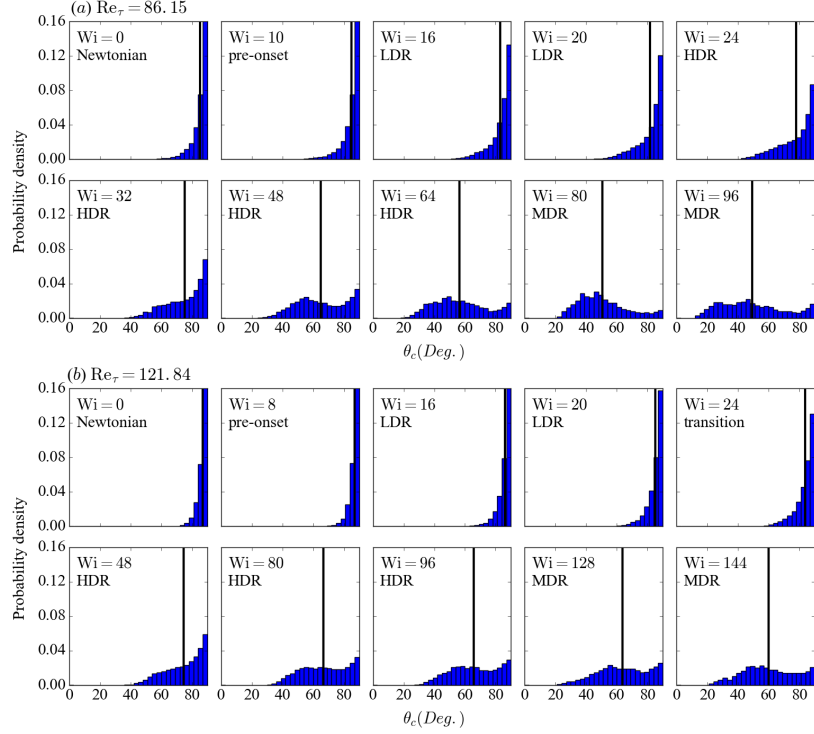 (a) Re_τ = 86.15
0.16
0.12
0.08
0.04
0.00
Wi = 0
Newtonian
Wi = 10
pre-onset
Wi = 16
LDR
Wi = 20
LDR
Wi = 24
HDR
Probability density
0.16
0.12
0.08
0.04
0.00
Wi = 32
HDR
Wi = 48
HDR
Wi = 64
HDR
Wi = 80
MDR
Wi = 96
MDR
0 20 40 60 80 20 40 60 80 20 40 60 80 20 40 60 80 20 40 60 80
θ_c(Deg.)
(b) Re_τ = 121.84
0.16
0.12
0.08
0.04
0.00
Wi = 0
Newtonian
Wi = 8
pre-onset
Wi = 16
LDR
Wi = 20
LDR
Wi = 24
transition
Probability density
0.16
0.12
0.08
0.04
0.00
Wi = 48
HDR
Wi = 80
HDR
Wi = 96
HDR
Wi = 128
MDR
Wi = 144
MDR
0 20 40 60 80 20 40 60 80 20 40 60 80 20 40 60 80 20 40 60 80
θ_c(Deg.)